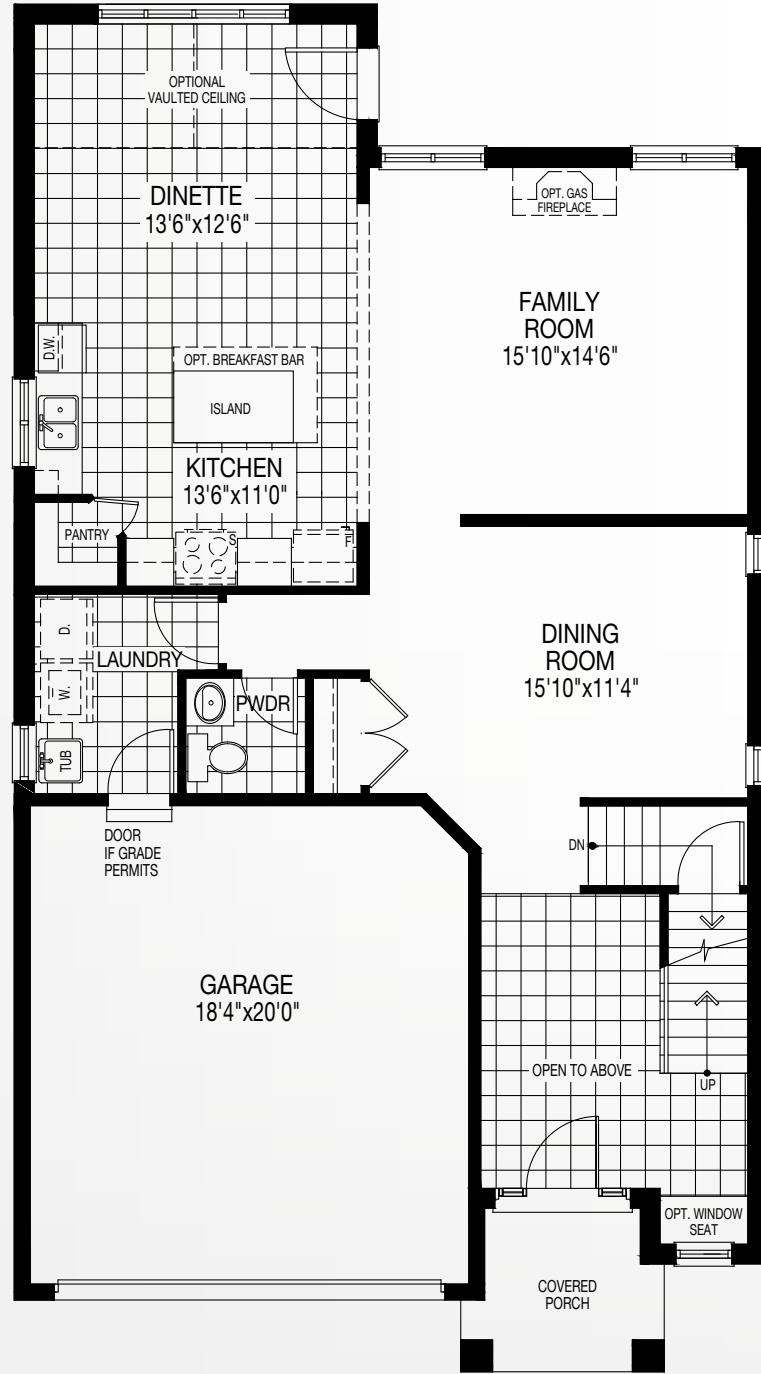 OPTIONAL
VAULTED CEILING
DINETTE
13'6"x12'6"
OPT. GAS
FIREPLACE
FAMILY
ROOM
15'10"x14'6"
D.W.
OPT. BREAKFAST BAR
ISLAND
KITCHEN
13'6"x11'0"
PANTRY
S
F
D.
LAUNDRY
W.
TUB
PWDR
DINING
ROOM
15'10"x11'4"
DOOR
IF GRADE
PERMITS
DN
GARAGE
18'4"x20'0"
OPEN TO ABOVE
UP
OPT. WINDOW
SEAT
COVERED
PORCH